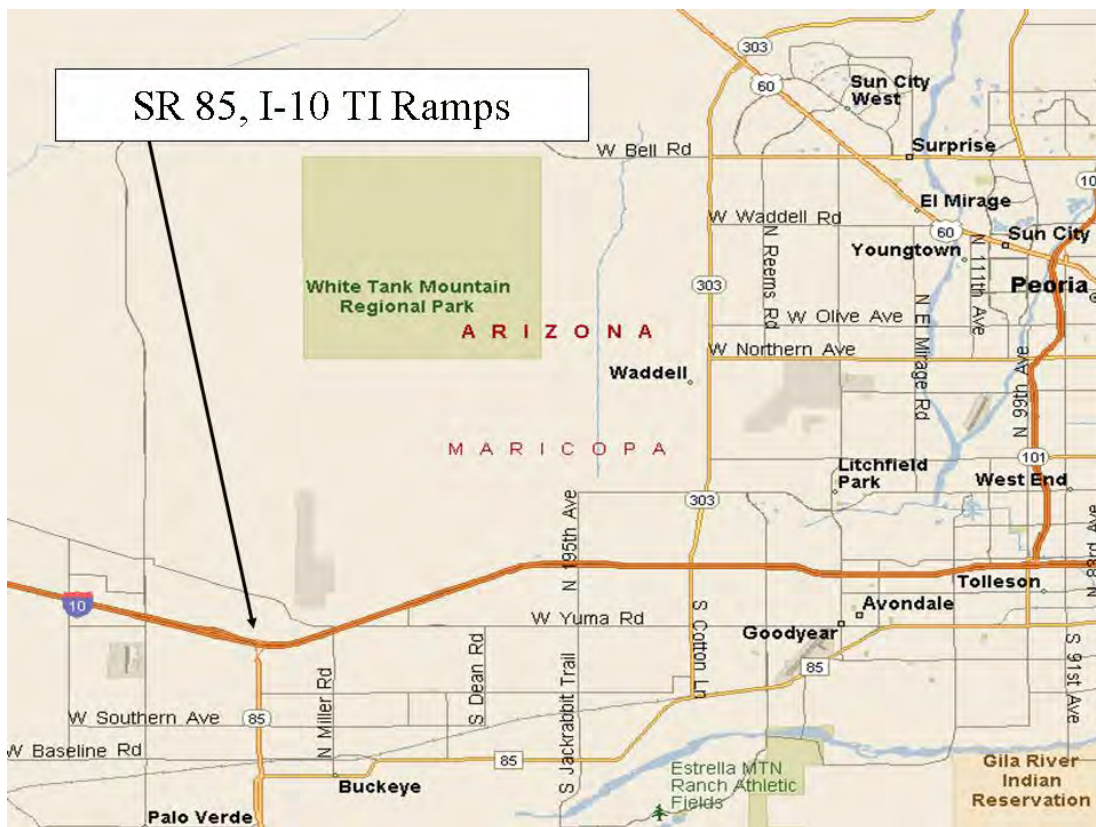 SR 85, I-10 TI Ramps
303
60
Sun City
West
W Bell Rd
Surprise
El Mirage
W Waddell Rd
60
Sun City
Youngtown
N Reems Rd
N 111th Ave
303
Peoria
White Tank Mountain
Regional Park
ARIZONA
W Olive Ave
N El Mirage Rd
W Northern Ave
Waddell
N 99th Ave
MARICOPA
101
Litchfield
Park
West End
303
N 195th Ave
N 83rd Ave
10
Tolleson
Avondale
W Yuma Rd
Goodyear
S Cotton Ln
85
S 91st Ave
N Miller Rd
S Dean Rd
S Jackrabbit Trail
W Southern Ave
85
W Baseline Rd
85
Buckeye
Estrella MTN
Ranch Athletic
Fields
Gila River
Indian
Reservation
Palo Verde